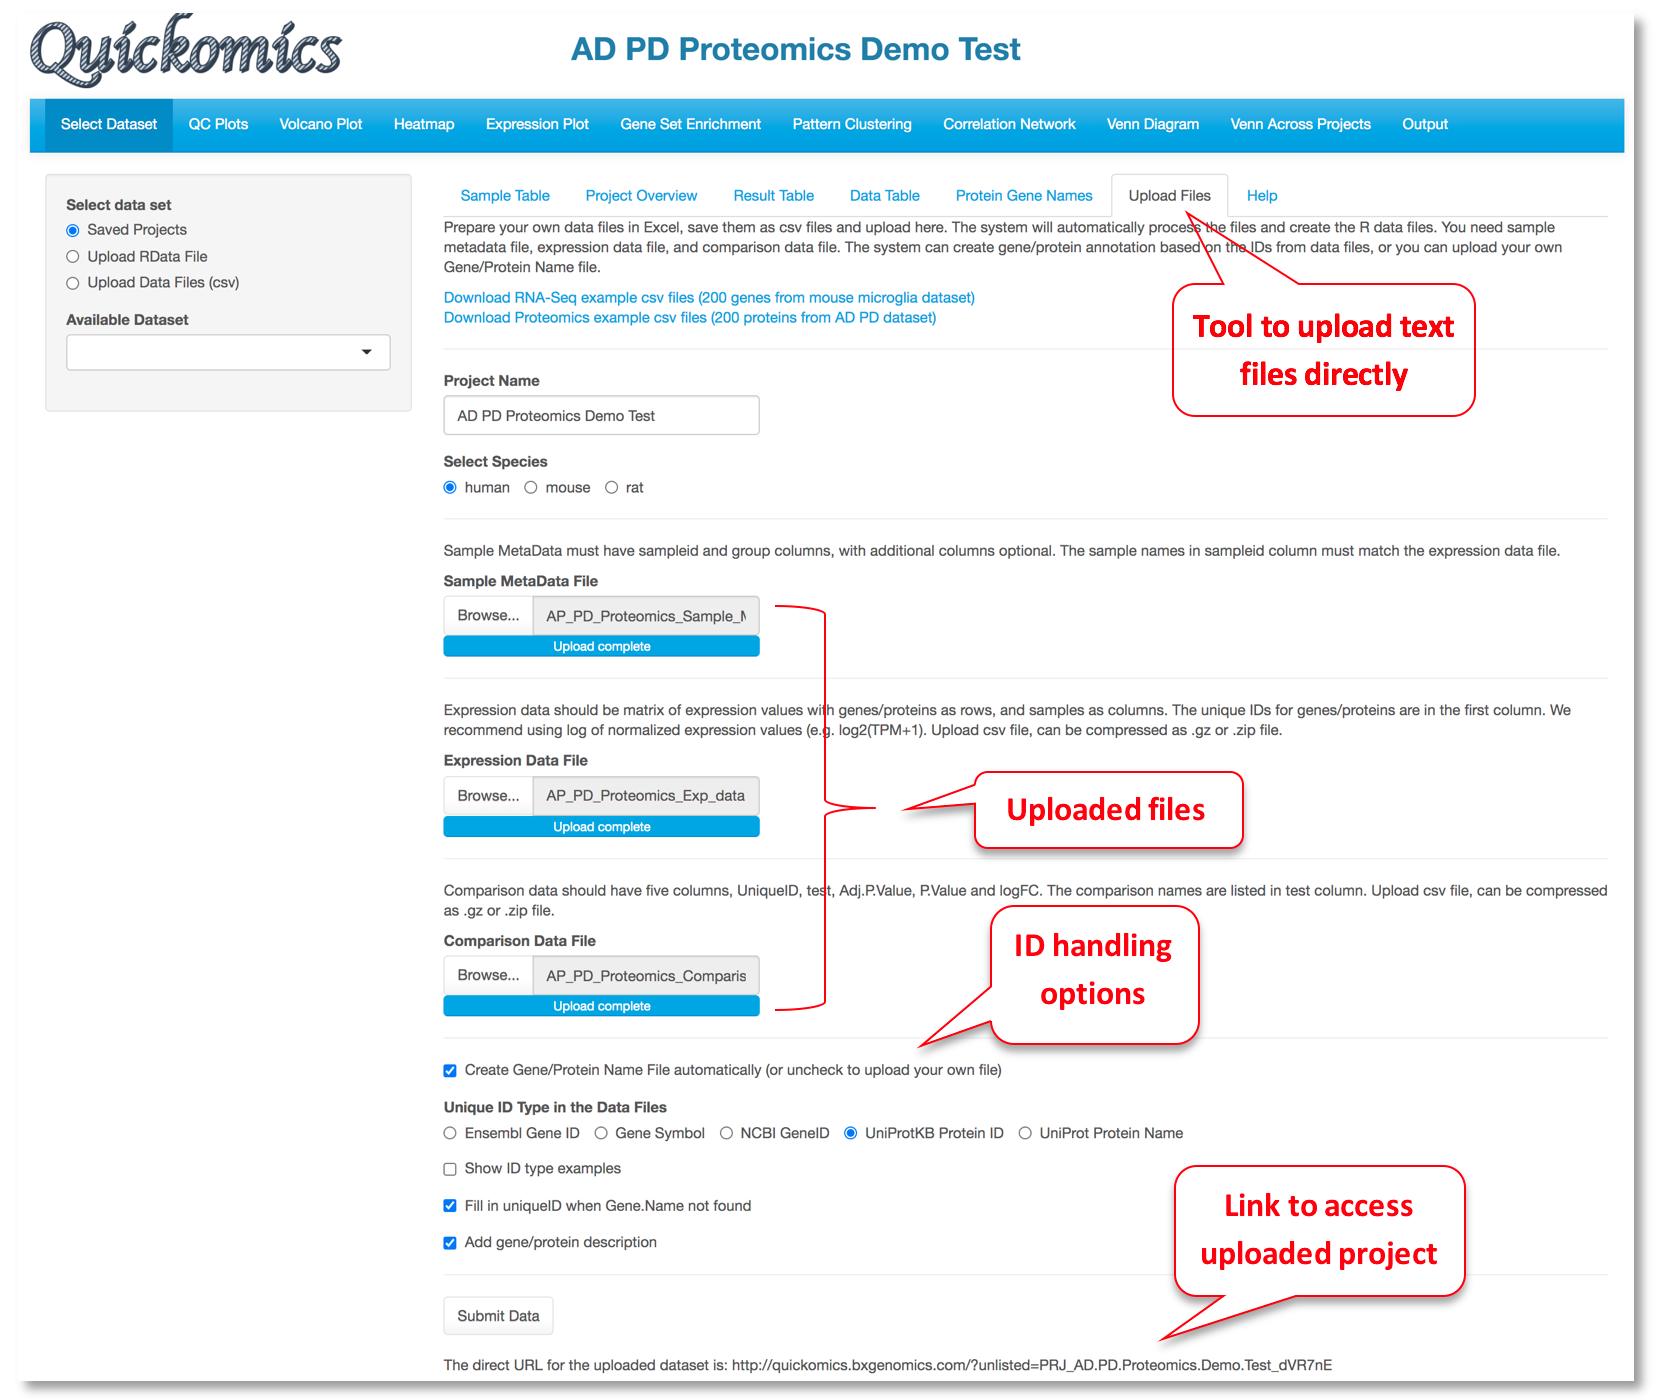 Quickomics
AD PD Proteomics Demo Test
Select Dataset QC Plots Volcano Plot Heatmap Expression Plot Gene Set Enrichment Pattern Clustering Correlation Network Venn Diagram Venn Across Projects Output
Select data set
Saved Projects
Upload RData File
Upload Data Files (csv)
Available Dataset
Sample Table Project Overview Result Table Data Table Protein Gene Names Upload Files Help
Prepare your own data files in Excel, save them as csv files and upload here. The system will automatically process the files and create the R data files. You need sample
metadata file, expression data file, and comparison data file. The system can create gene/protein annotation based on the IDs from data files, or you can upload your own
Gene/Protein Name file.
Download RNA-Seq example csv files (200 genes from mouse microglia dataset)
Download Proteomics example csv files (200 proteins from AD PD dataset)
Tool to upload text
files directly
Project Name
AD PD Proteomics Demo Test
Select Species
human mouse rat
Sample MetaData must have sampleid and group columns, with additional columns optional. The sample names in sampleid column must match the expression data file.
Sample MetaData File
Browse... AP_PD_Proteomics_Sample_M
Upload complete
Expression data should be matrix of expression values with genes/proteins as rows, and samples as columns. The unique IDs for genes/proteins are in the first column. We
recommend using log of normalized expression values (e.g. log2(TPM+1). Upload csv file, can be compressed as .gz or .zip file.
Expression Data File
Browse... AP_PD_Proteomics_Exp_data
Upload complete
Uploaded files
Comparison data should have five columns, UniqueID, test, Adj.P.Value, P.Value and logFC. The comparison names are listed in test column. Upload csv file, can be compressed
as .gz or .zip file.
Comparison Data File
Browse... AP_PD_Proteomics_Comparis
Upload complete
ID handling
options
Create Gene/Protein Name File automatically (or uncheck to upload your own file)
Unique ID Type in the Data Files
Ensembl Gene ID Gene Symbol NCBI GeneID UniProtKB Protein ID UniProt Protein Name
Show ID type examples
Fill in uniqueID when Gene.Name not found
Add gene/protein description
Link to access
uploaded project
Submit Data
The direct URL for the uploaded dataset is: http://quickomics.bxgenomics.com/?unlisted=PRJ_AD.PD.Proteomics.Demo.Test_dVR7nE